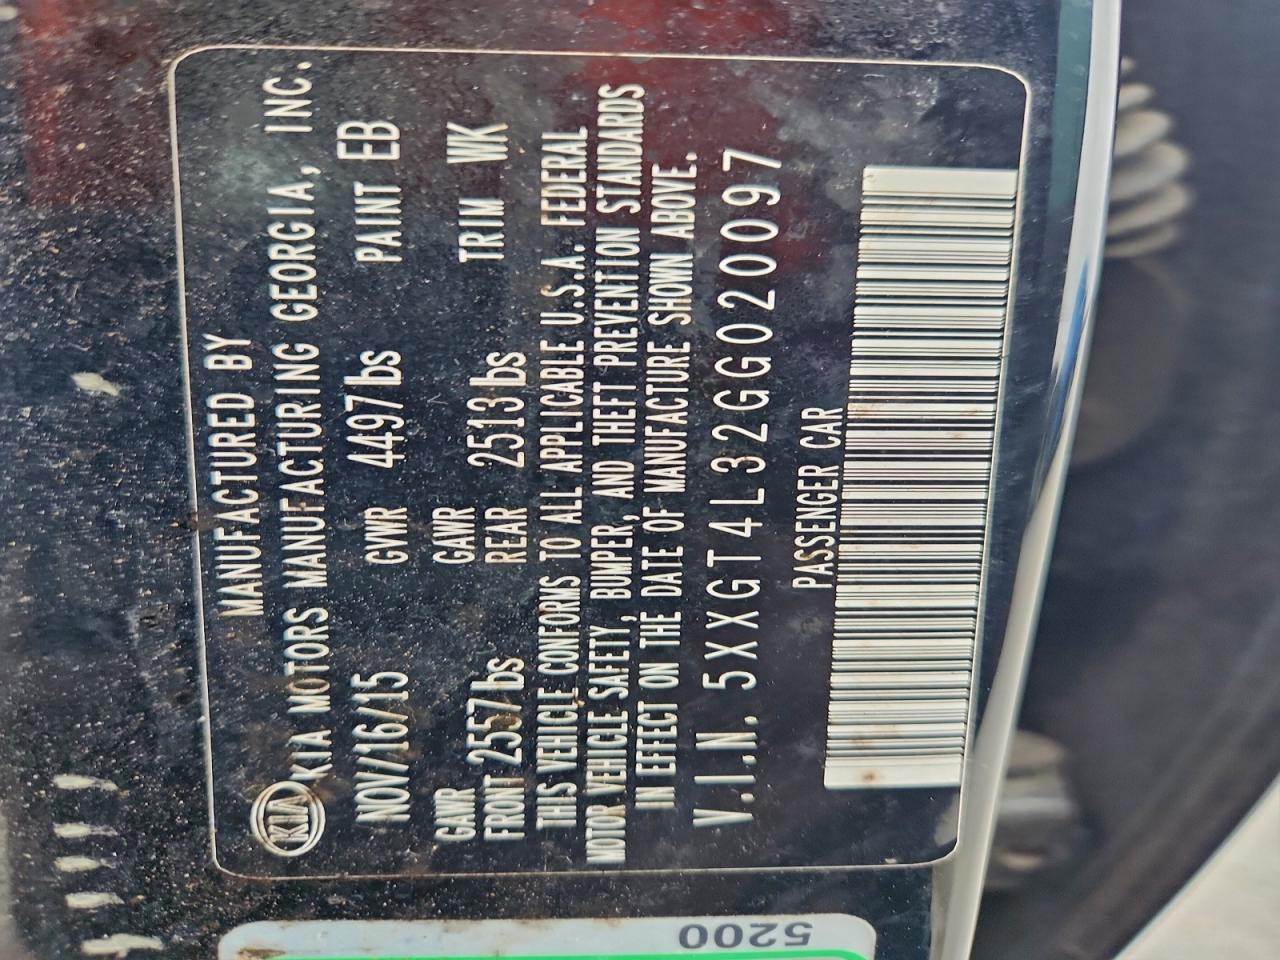 MANUFACTURED BY
KIA KIA MOTORS MANUFACTURING GEORGIA, INC.
NOV/16/15 GVWR 4497lbs PAINT EB
GAWR FRONT 2557lbs GAWR REAR 2513lbs TRIM WK
THIS VEHICLE CONFORMS TO ALL APPLICABLE U.S.A. FEDERAL
MOTOR VEHICLE SAFETY, BUMPER, AND THEFT PREVENTION STANDARDS
IN EFFECT ON THE DATE OF MANUFACTURE SHOWN ABOVE.
V.I.N. 5XXGT4L32GG020097
PASSENGER CAR
5200